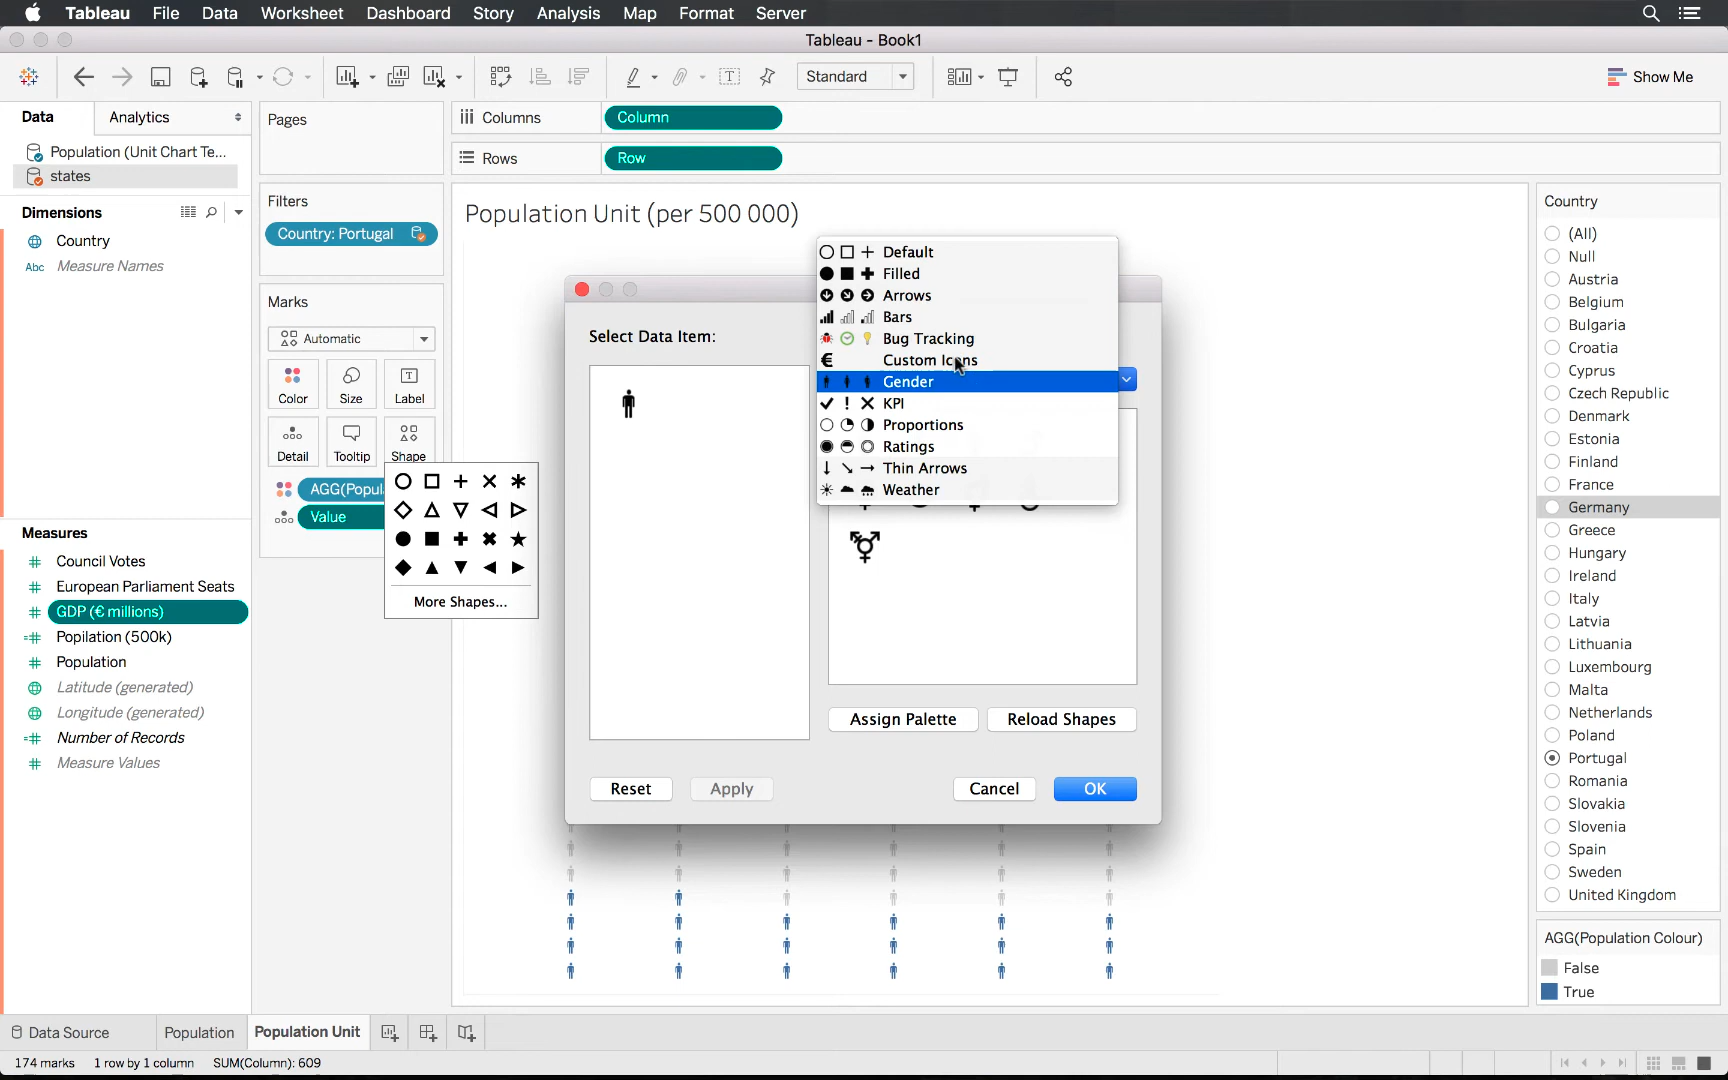 Tableau File Data Worksheet Dashboard Story Analysis Map Format Server
Tableau - Book1
Standard
Show Me
Data
Analytics
Population (Unit Chart Te...
states
Dimensions
Country
Abc Measure Names
Measures
Council Votes
European Parliament Seats
GDP (€ millions)
Popilation (500k)
Population
Latitude (generated)
Longitude (generated)
Number of Records
Measure Values
Pages
Filters
Country: Portugal
Marks
Automatic
Color
Size
Label
Detail
Tooltip
Shape
AGG(Popul
Value
More Shapes...
Columns
Column
Rows
Row
Population Unit (per 500 000)
Select Data Item:
Default
Filled
Arrows
Bars
Bug Tracking
€ Custom Icons
Gender
KPI
Proportions
Ratings
Thin Arrows
Weather
Assign Palette
Reload Shapes
Reset
Apply
Cancel
OK
Country
(All)
Null
Austria
Belgium
Bulgaria
Croatia
Cyprus
Czech Republic
Denmark
Estonia
Finland
France
Germany
Greece
Hungary
Ireland
Italy
Latvia
Lithuania
Luxembourg
Malta
Netherlands
Poland
Portugal
Romania
Slovakia
Slovenia
Spain
Sweden
United Kingdom
AGG(Population Colour)
False
True
Data Source
Population
Population Unit
174 marks 1 row by 1 column SUM(Column): 609